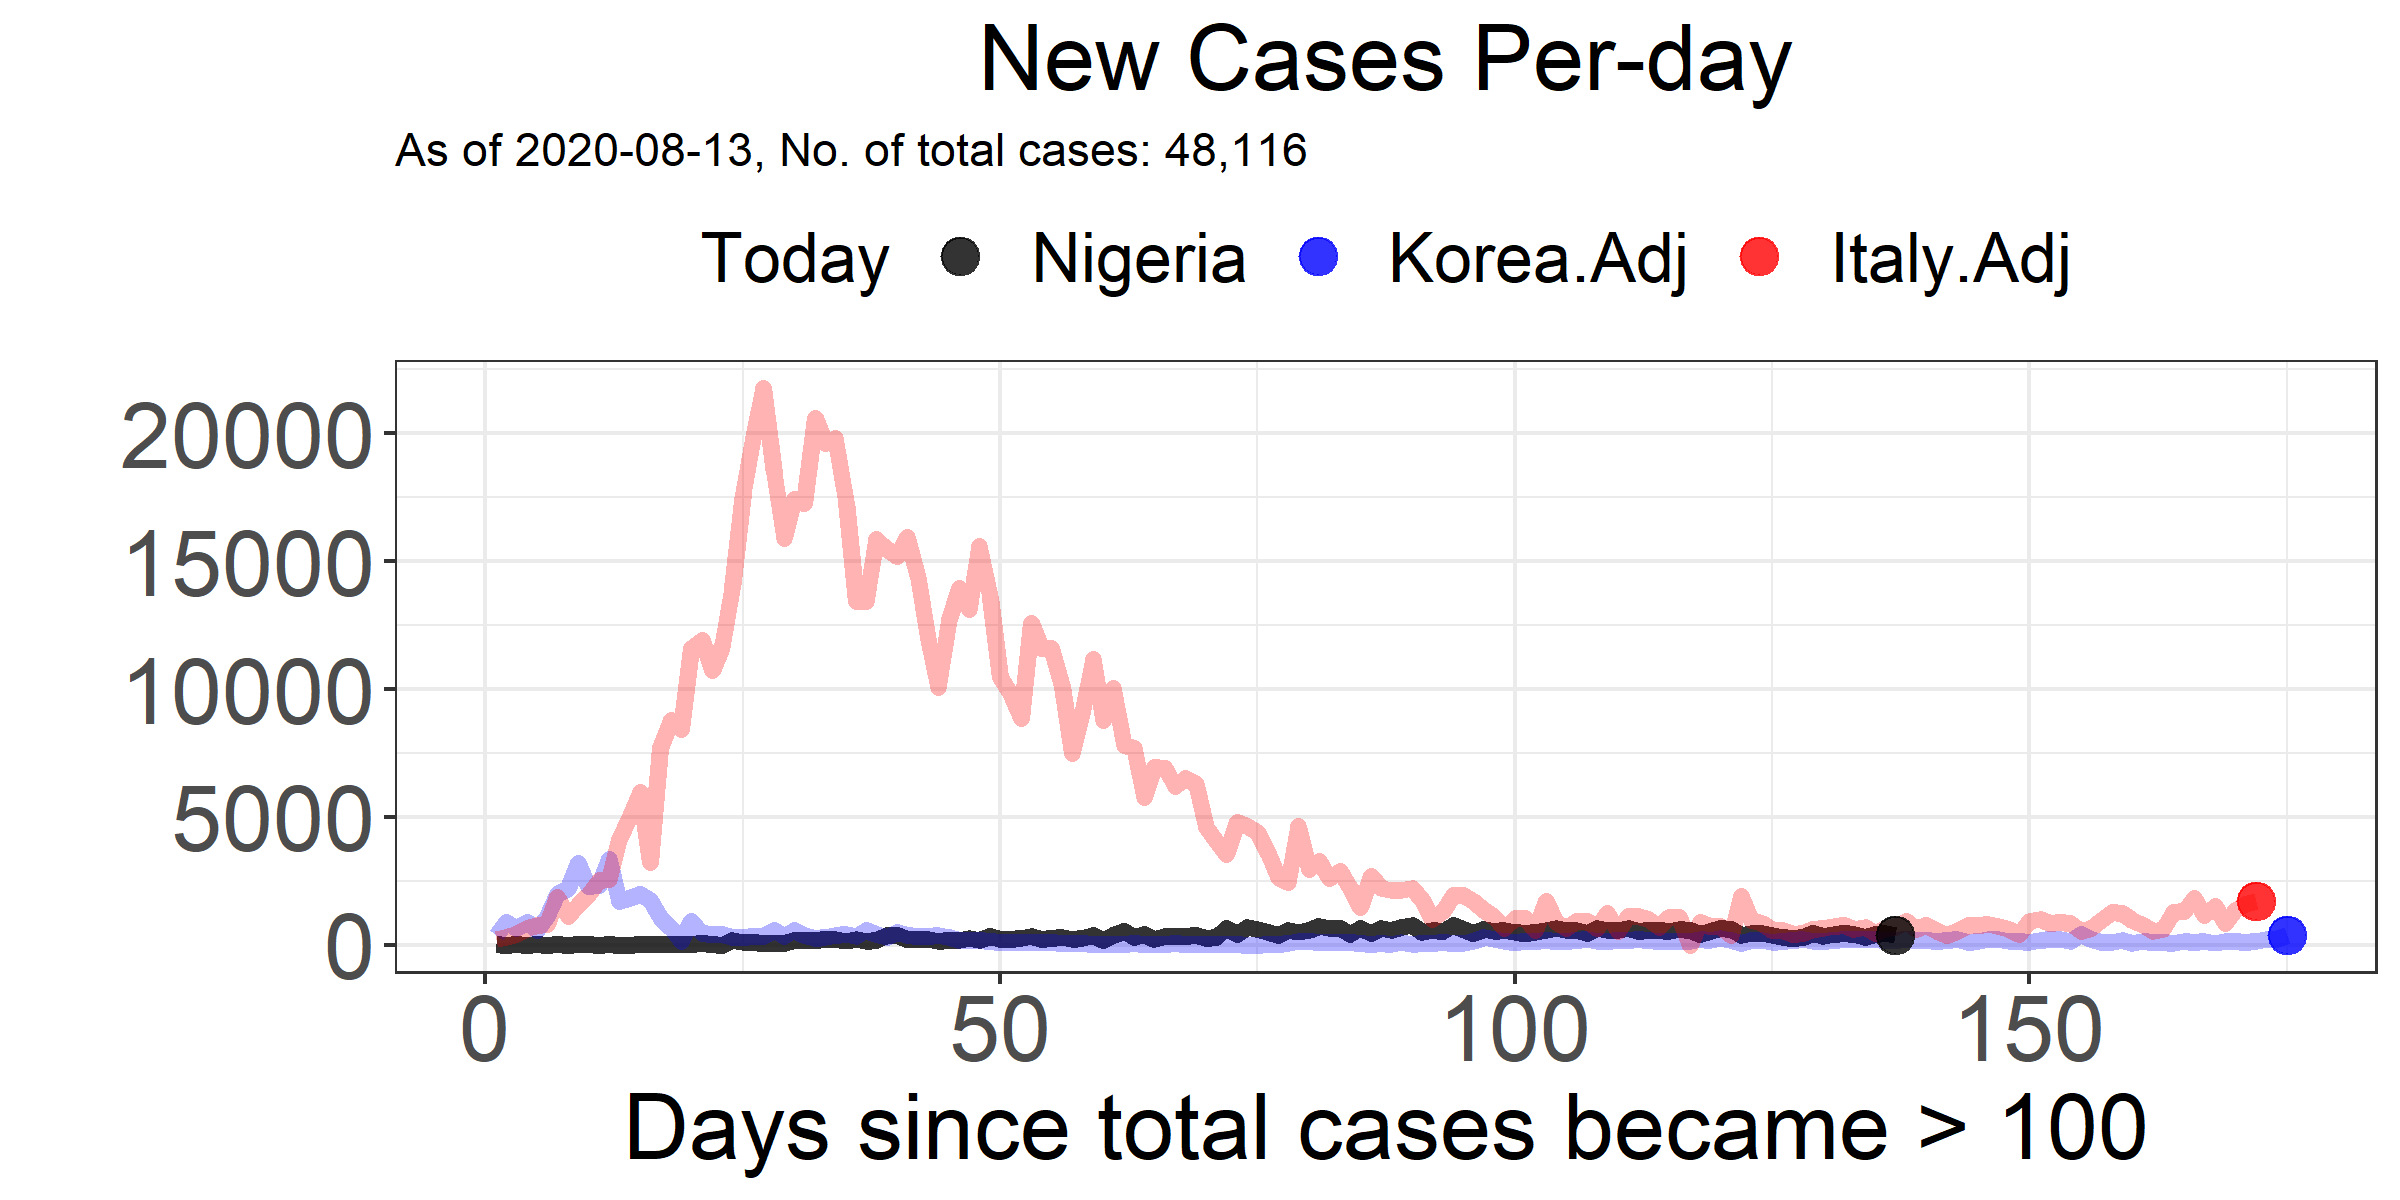 New Cases Per-day
As of 2020-08-13, No. of total cases: 48,116
Today Nigeria Korea.Adj Italy.Adj
20000
15000
10000
5000
0
0 50 100 150
Days since total cases became > 100